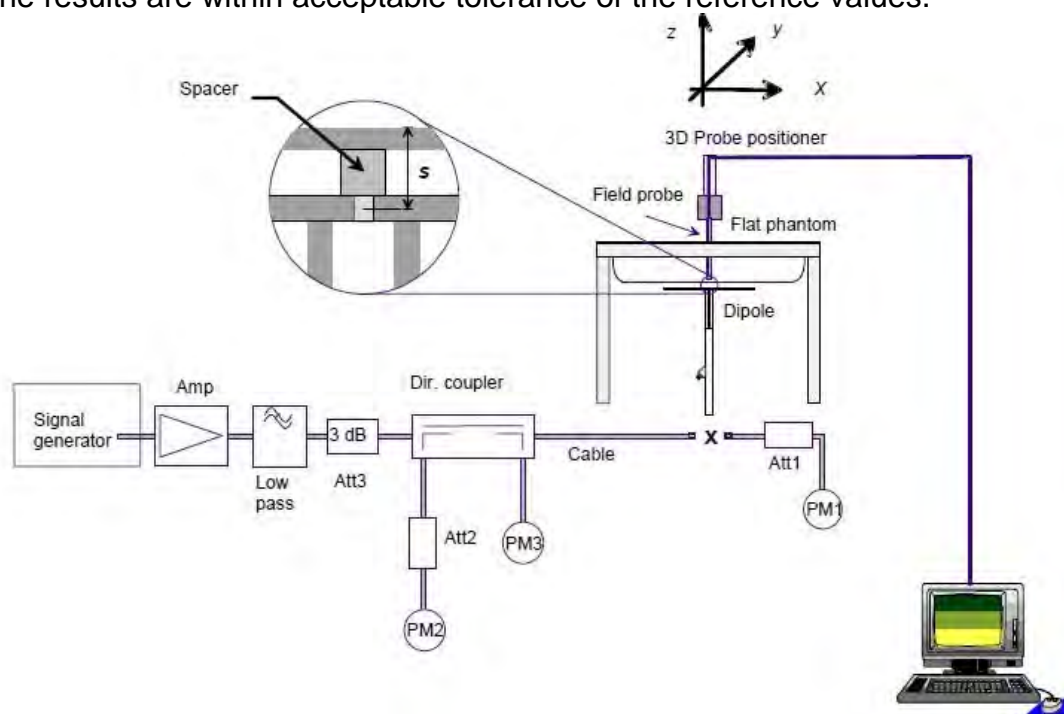 he results are within acceptable tolerance of the reference values.
z
y
x
Spacer
s
3D Probe positioner
Field probe
Flat phantom
Dipole
Signal
generator
Amp
Low
pass
3 dB
Att3
Dir. coupler
Cable
X
Att1
PM1
Att2
PM3
PM2